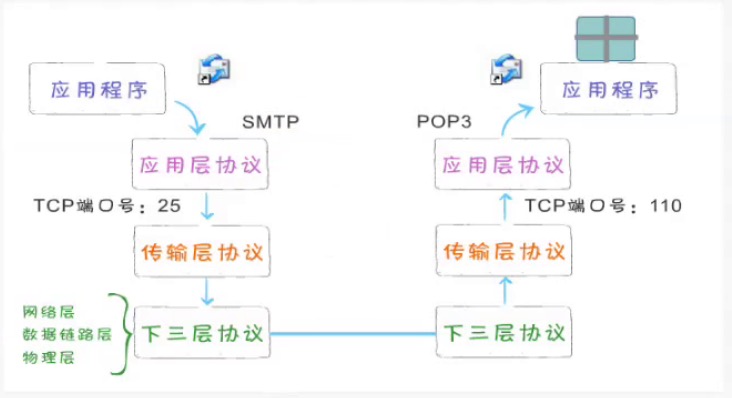 应用程序
应用程序
SMTP
POP3
应用层协议
应用层协议
TCP端口号：25
TCP端口号：110
传输层协议
传输层协议
网络层
数据链路层
物理层
下三层协议
下三层协议